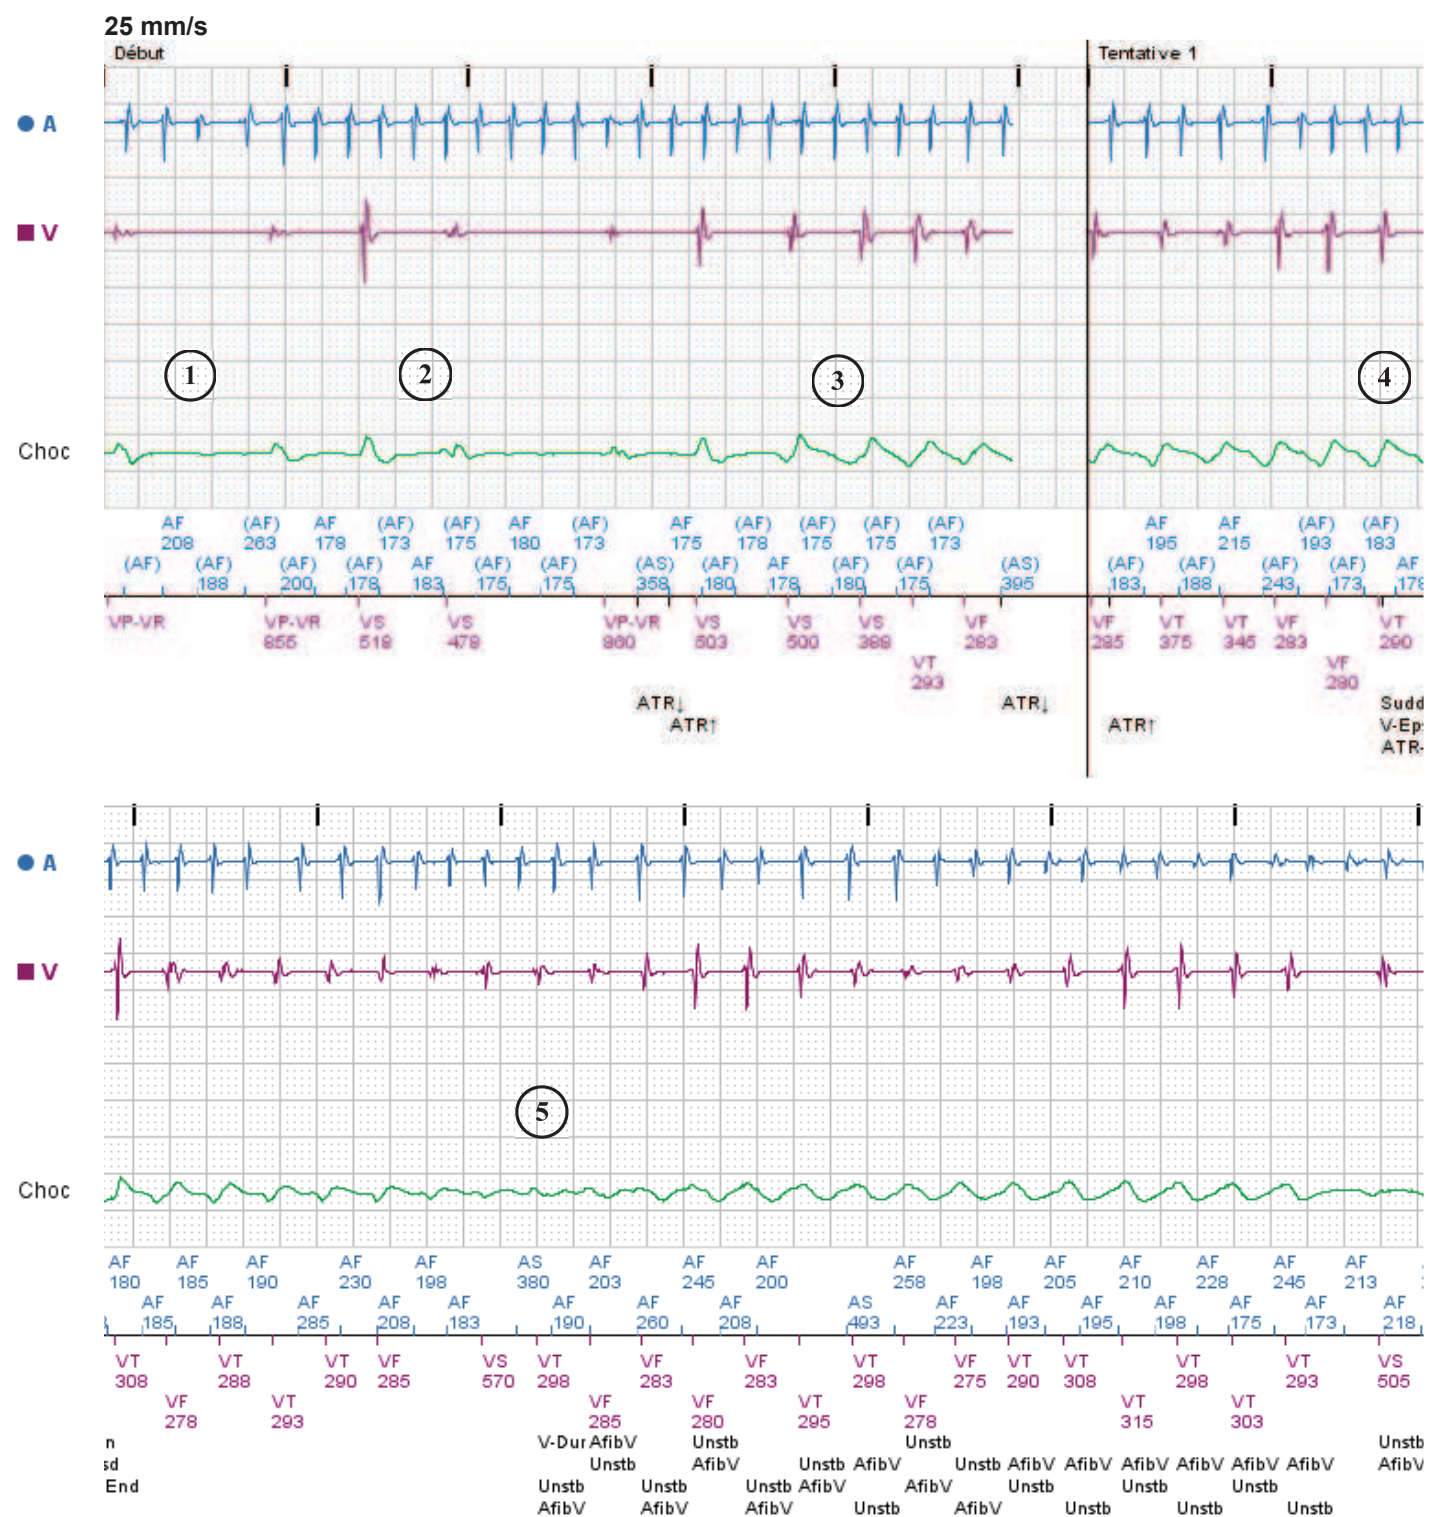 25 mm/s
Début
Tentative 1
A
V
1
2
3
4
Choc
AF (AF) AF (AF) (AF) AF (AF) AF (AF) (AF) (AF) (AF) AF AF (AF) (AF)
208 263 178 173 175 180 173 175 178 175 175 173 195 215 193 183
(AF) (AF) (AF) (AF) AF (AF) (AF) (AS) (AF) AF (AF) AF (AS) (AF) (AF) (AF) (AF) AF
188 200 178 183 175 175 358 180 178 180 175 395 183 188 243 173 178
VP-VR VP-VR VS VS VP-VR VS VS VS VF VF VT VT VF VT
855 518 478 860 503 500 388 283 285 375 345 283 290
VT VF
293 280
ATR↓ ATR↓ Sudd
ATR↑ ATR↑ V-Ep
ATR-
A
V
5
Choc
AF AF AF AF AF AS AF AF AF AF AF AF AF AF AF AF
180 185 190 230 198 380 203 245 200 258 198 205 210 228 245 213
AF AF AF AF AF AF AF AF AS AF AF AF AF AF AF AF
185 188 285 208 183 190 260 208 493 223 193 195 198 175 173 218
VT VT VT VF VS VT VF VF VT VF VT VT VT VT VS
308 288 290 285 570 298 283 283 298 275 290 308 298 293 505
VF VT VF VF VT VF VT VT
278 293 285 280 295 278 315 303
n V-Dur AfibV Unstb Unstb Unstb
sd Unstb AfibV Unstb AfibV Unstb AfibV AfibV AfibV AfibV AfibV AfibV AfibV
End Unstb Unstb Unstb AfibV AfibV Unstb Unstb Unstb
AfibV AfibV AfibV Unstb AfibV Unstb Unstb Unstb